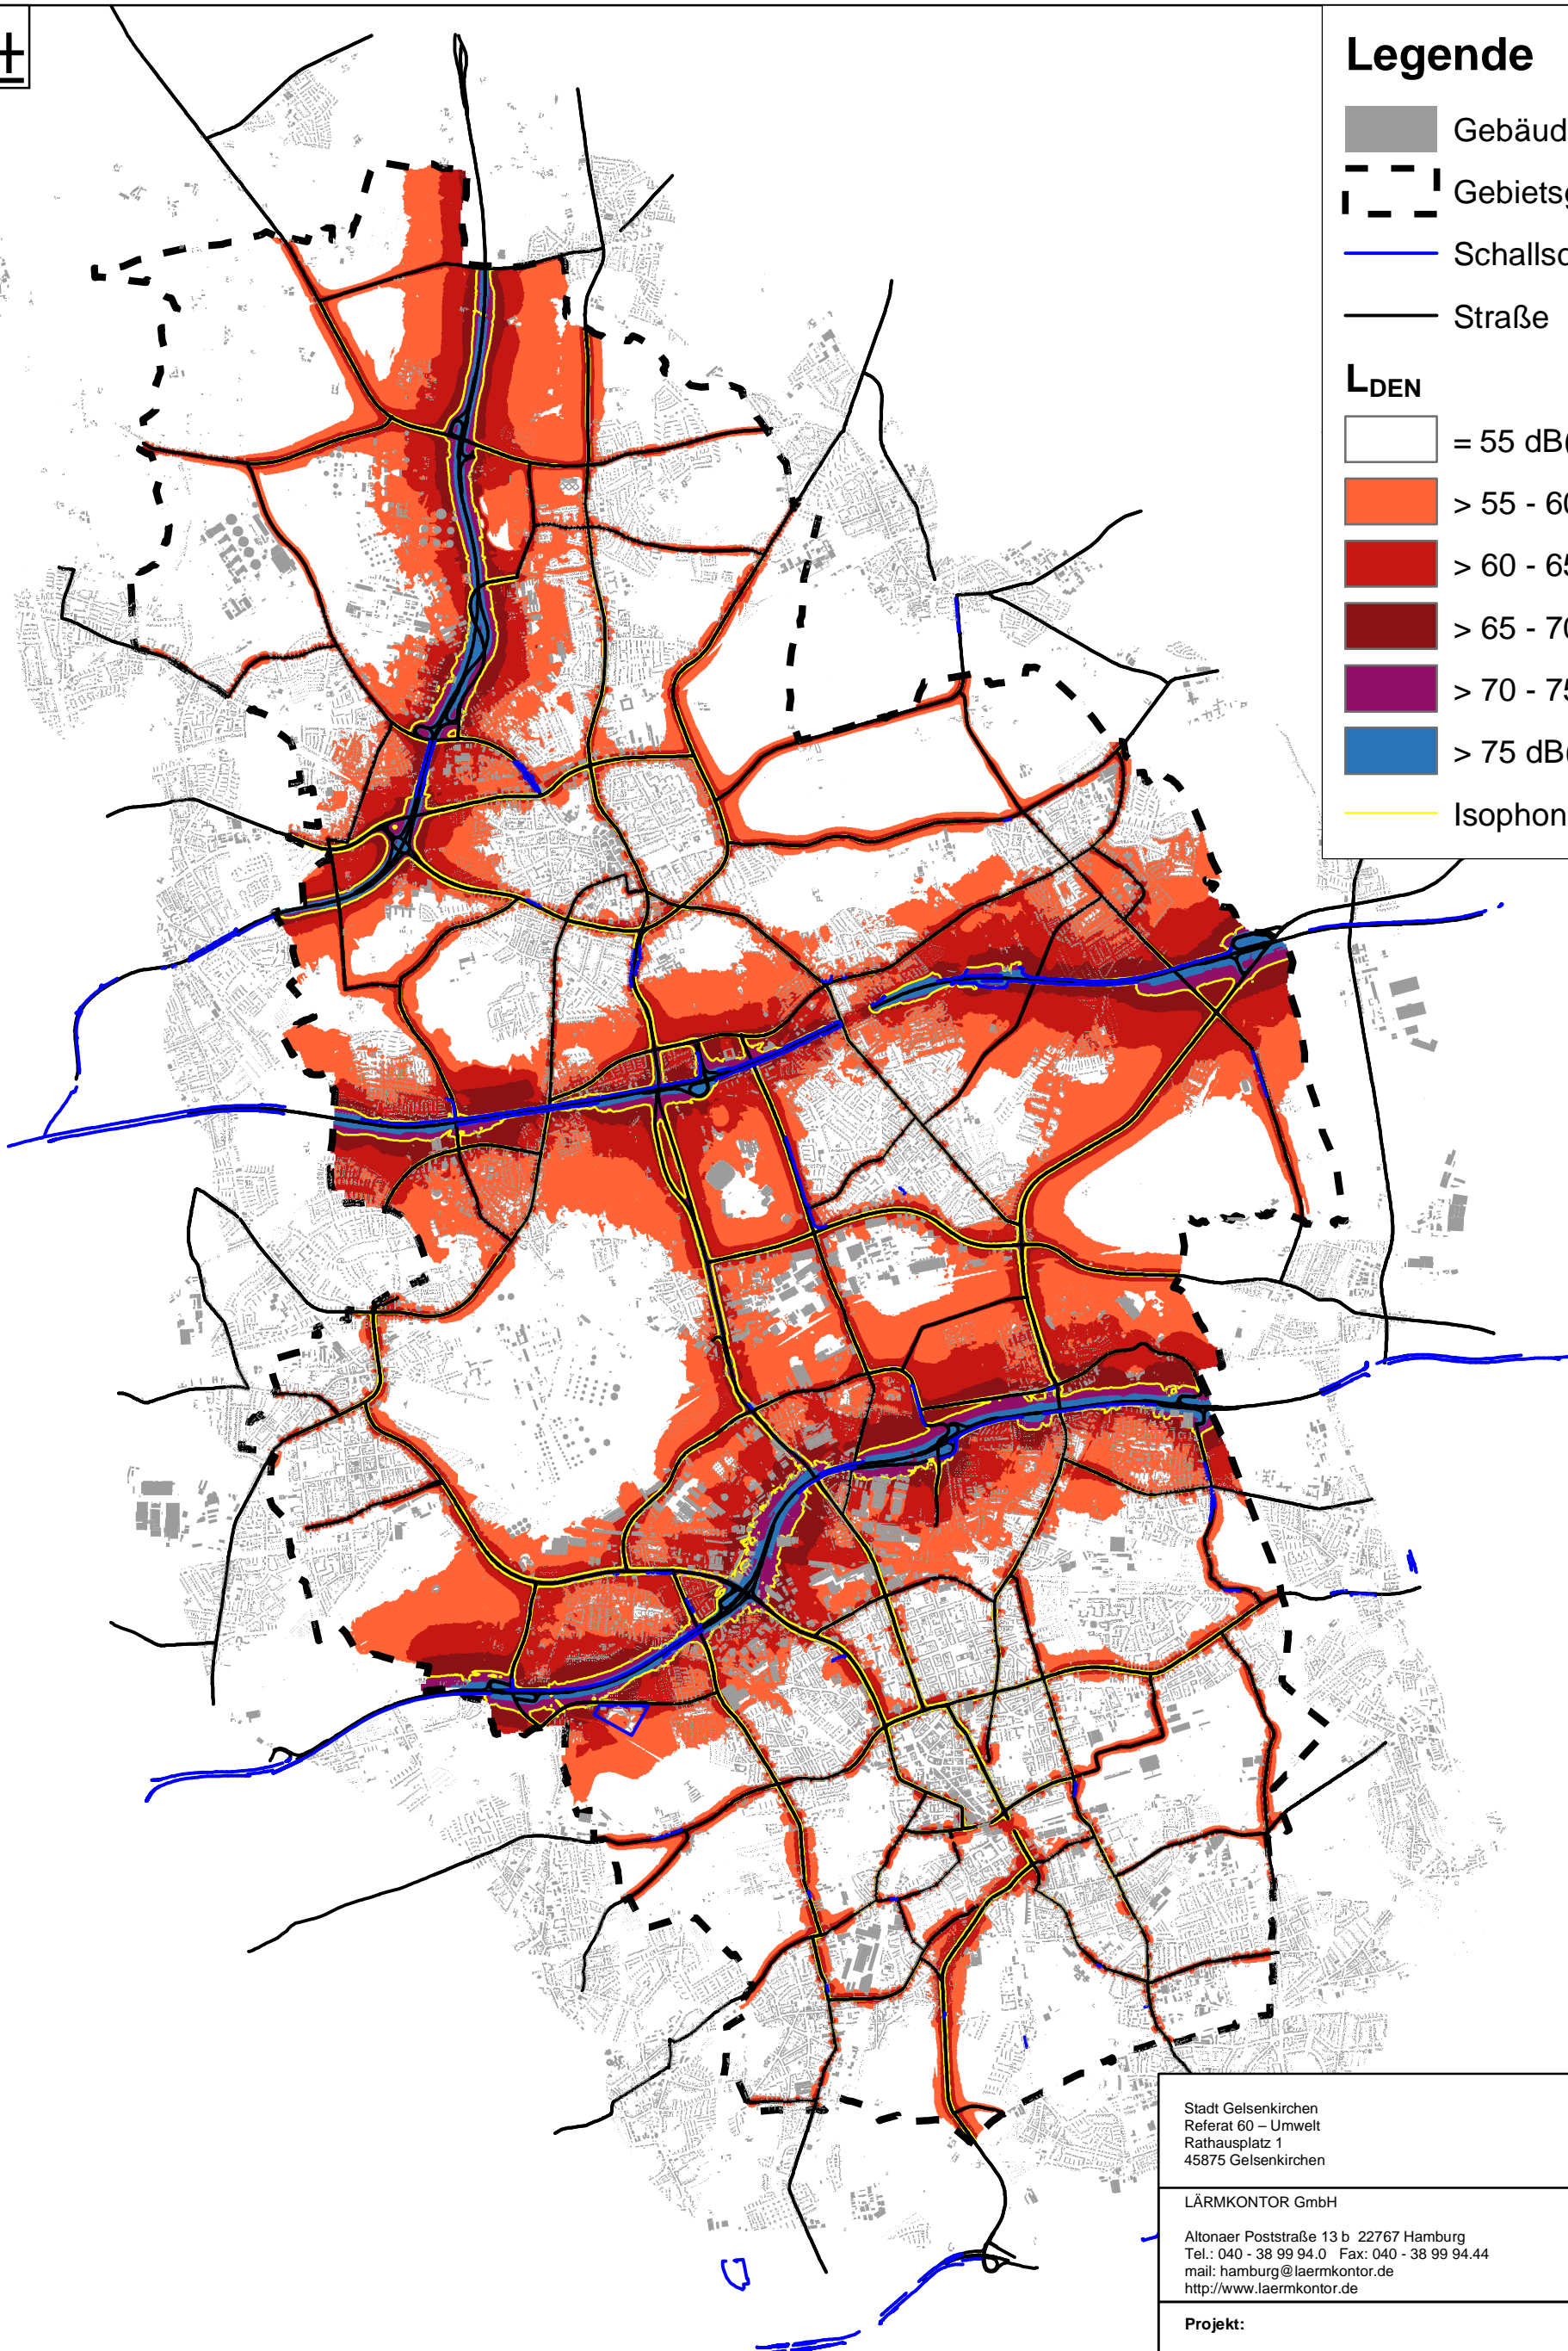 Legende
Gebäud
Gebietsg
Schallsc
Straße
LDEN
= 55 dB(
> 55 - 60
> 60 - 65
> 65 - 70
> 70 - 75
> 75 dB(
Isophon
Stadt Gelsenkirchen
Referat 60 – Umwelt
Rathausplatz 1
45875 Gelsenkirchen
LÄRMKONTOR GmbH
Altonaer Poststraße 13 b 22767 Hamburg
Tel.: 040 - 38 99 94.0 Fax: 040 - 38 99 94.44
mail: hamburg@laermkontor.de
http://www.laermkontor.de
Projekt: